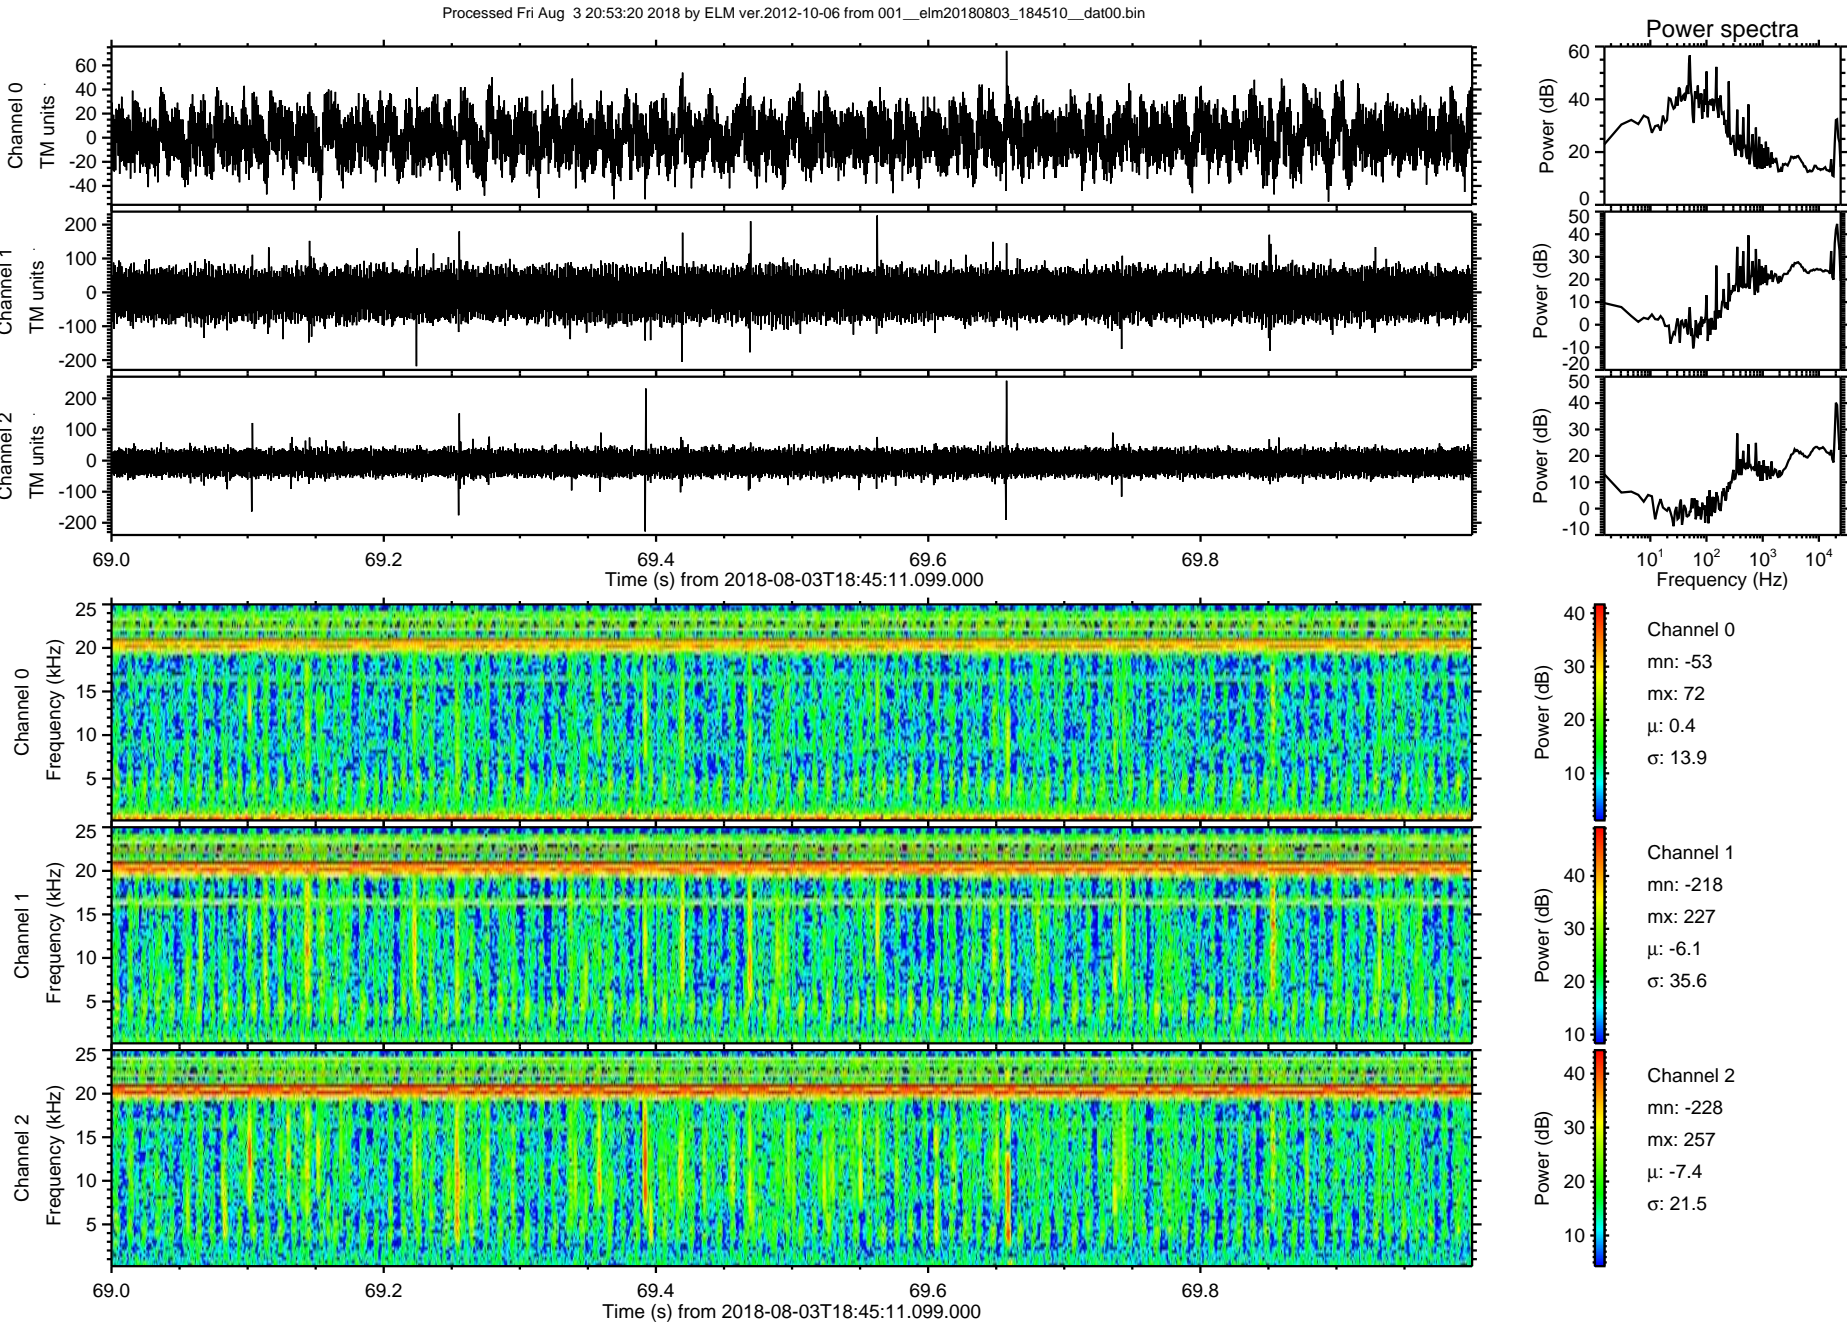 Processed Fri Aug  3 20:53:20 2018 by ELM ver.2012-10-06 from 001__elm20180803_184510__dat00.bin
Power spectra
Channel 0
TM units
60
40
20
0
-20
-40
Power (dB)
60
40
20
0
Channel 1
TM units
200
100
0
-100
-200
Power (dB)
50
40
30
20
10
0
-10
-20
Channel 2
TM units
200
100
0
-100
-200
Power (dB)
50
40
30
20
10
0
-10
69.0 69.2 69.4 69.6 69.8
Time (s) from 2018-08-03T18:45:11.099.000
10^1 10^2 10^3 10^4
Frequency (Hz)
Channel 0
Frequency (kHz)
25
20
15
10
5
Power (dB)
40
30
20
10
Channel 0
mn: -53
mx: 72
μ: 0.4
σ: 13.9
Channel 1
Frequency (kHz)
25
20
15
10
5
Power (dB)
40
30
20
10
Channel 1
mn: -218
mx: 227
μ: -6.1
σ: 35.6
Channel 2
Frequency (kHz)
25
20
15
10
5
Power (dB)
40
30
20
10
Channel 2
mn: -228
mx: 257
μ: -7.4
σ: 21.5
69.0 69.2 69.4 69.6 69.8
Time (s) from 2018-08-03T18:45:11.099.000